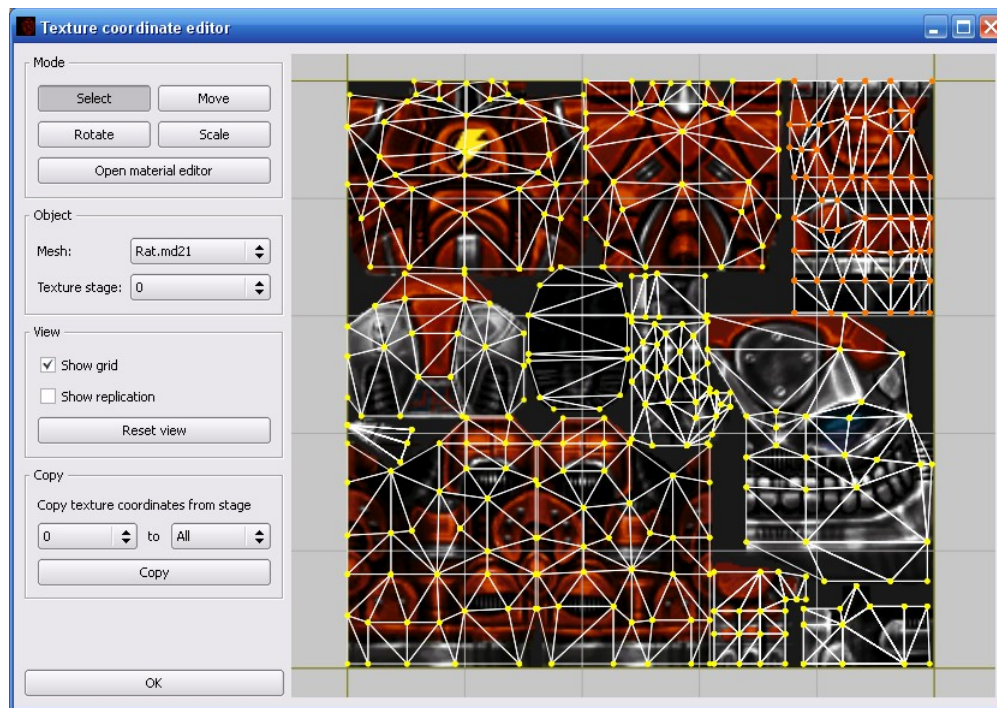 Texture coordinate editor
Mode
Select Move
Rotate Scale
Open material editor
Object
Mesh: Rat.md21
Texture stage: 0
View
Show grid
Show replication
Reset view
Copy
Copy texture coordinates from stage
0 to All
Copy
OK